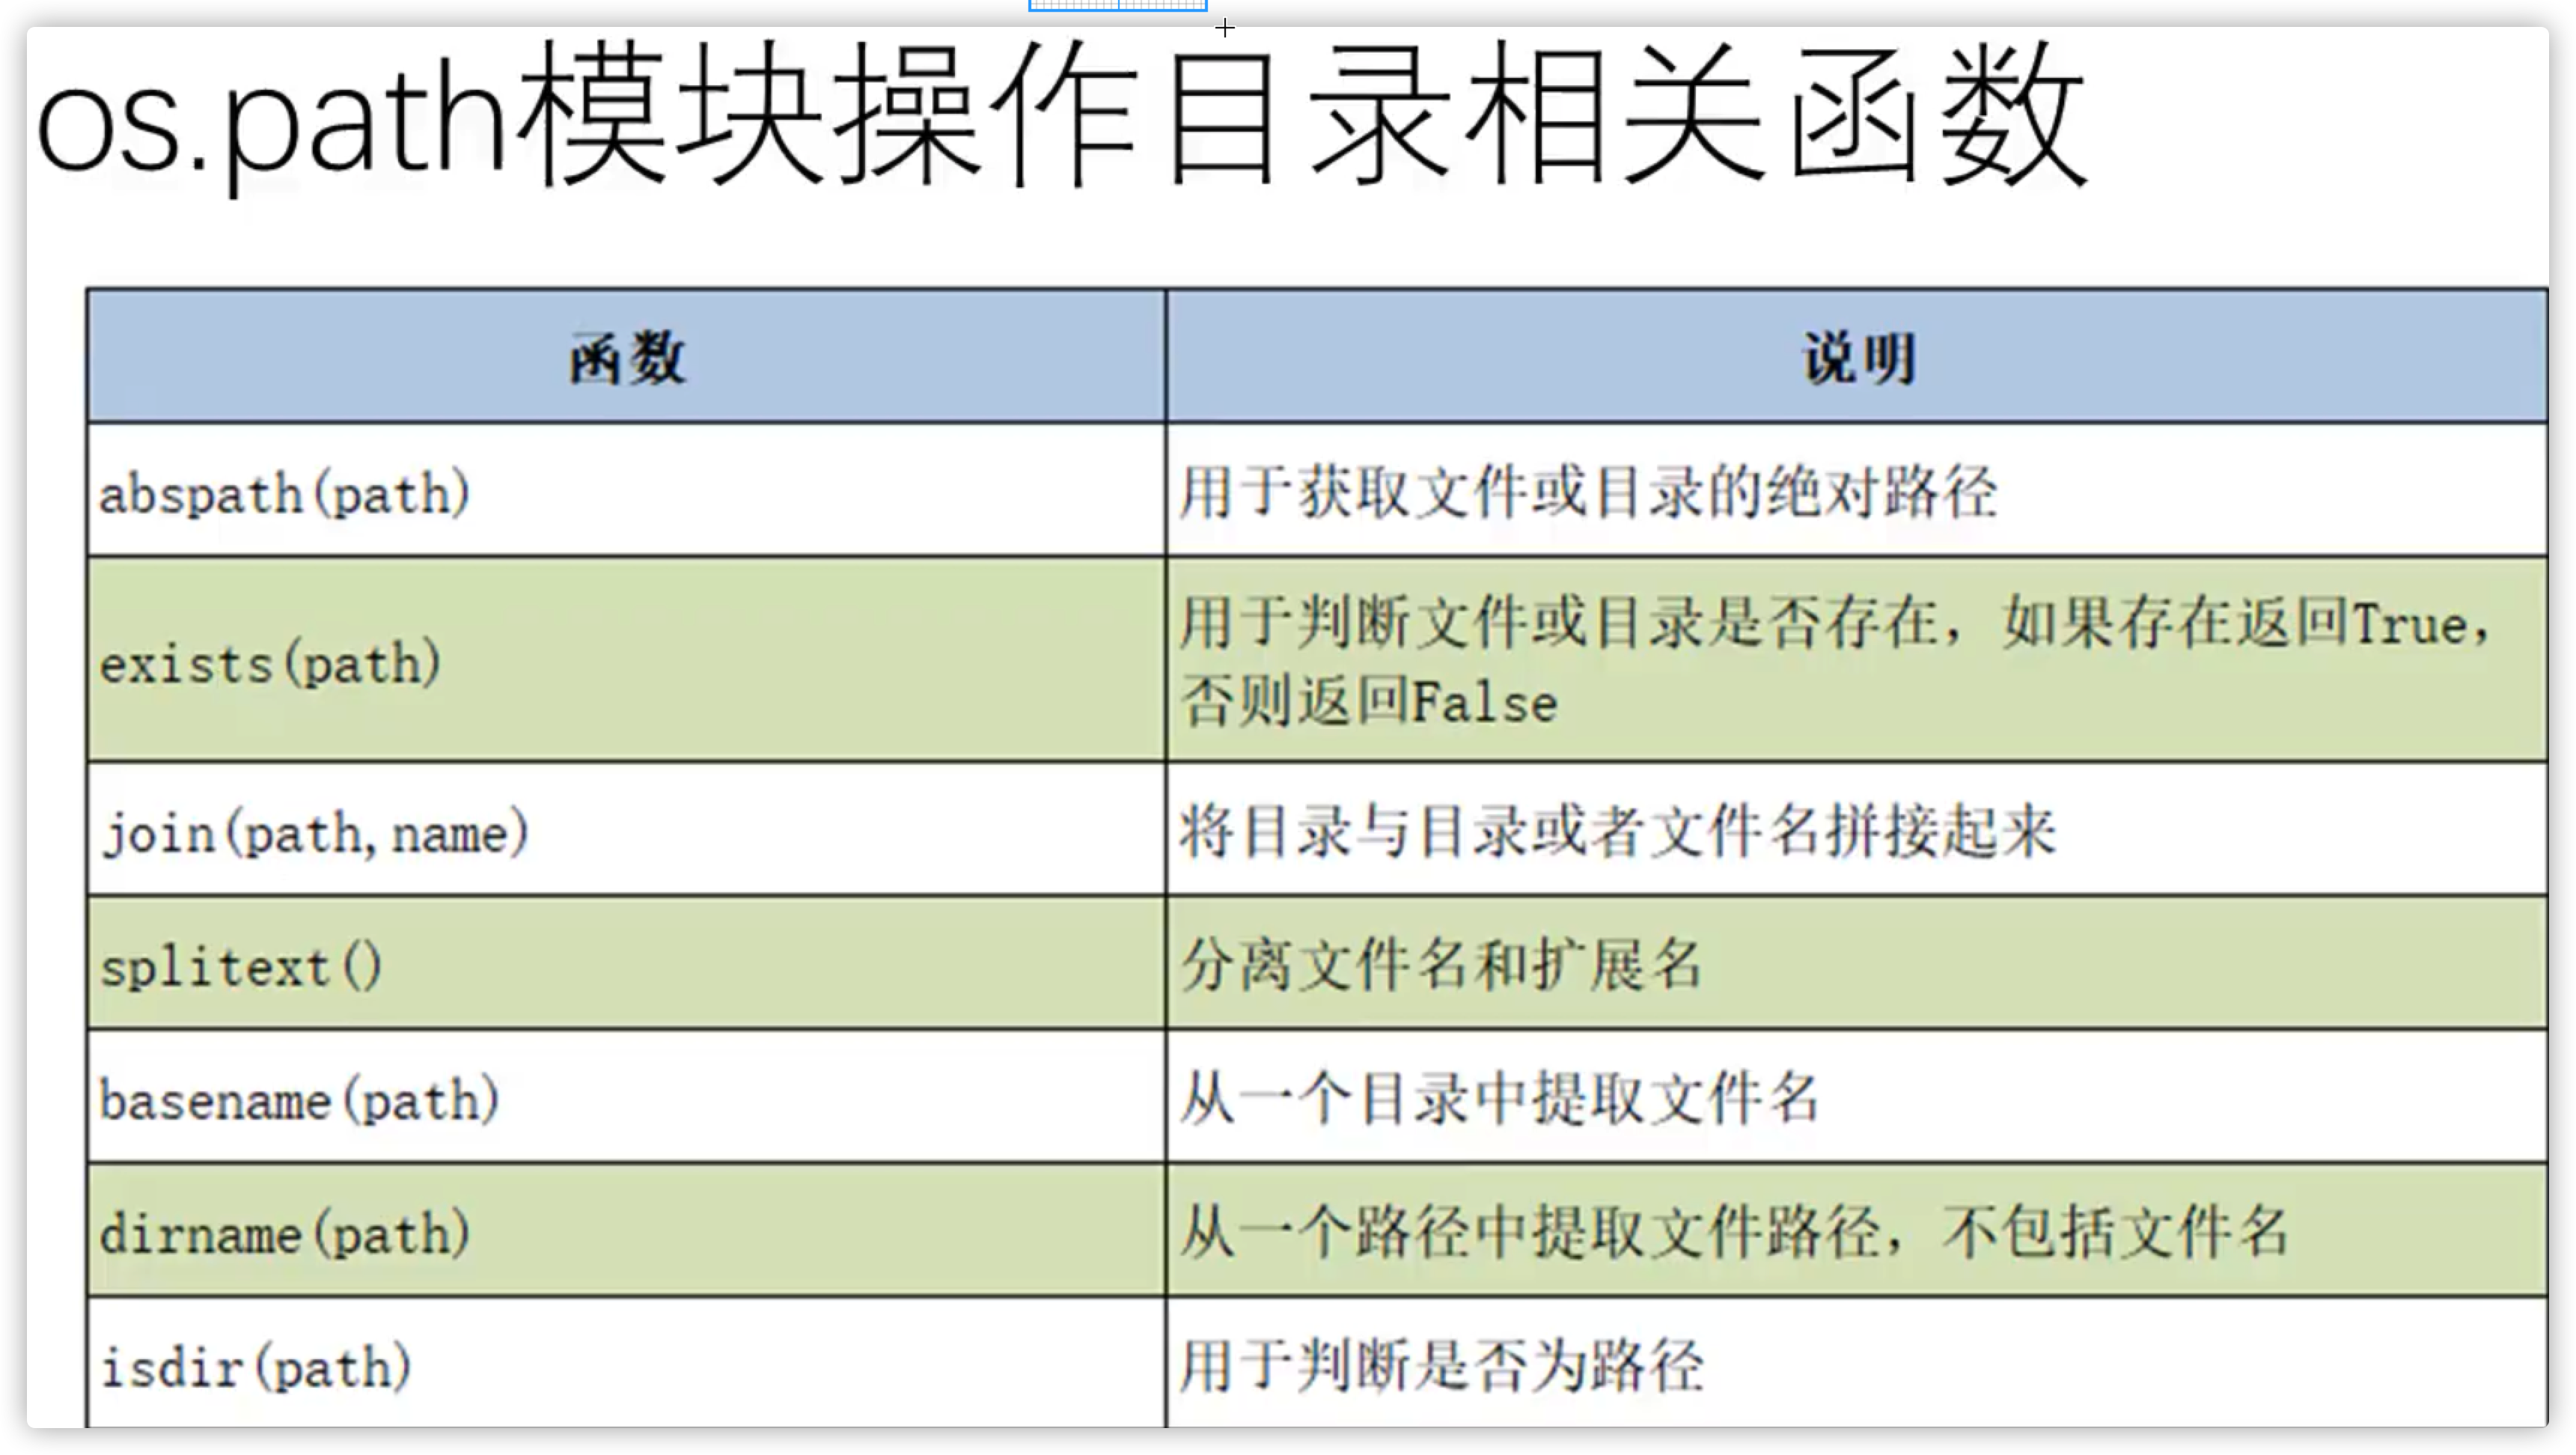 os.path模块操作目录相关函数
函数 说明
abspath(path) 用于获取文件或目录的绝对路径
exists(path) 用于判断文件或目录是否存在，如果存在返回True，
否则返回False
join(path,name) 将目录与目录或者文件名拼接起来
splitext() 分离文件名和扩展名
basename(path) 从一个目录中提取文件名
dirname(path) 从一个路径中提取文件路径，不包括文件名
isdir(path) 用于判断是否为路径